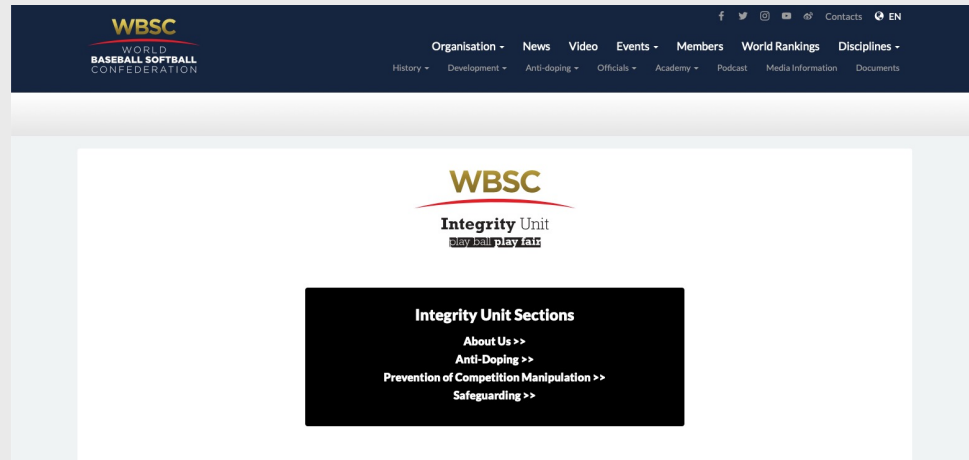 Contacts EN
WBSC
WORLD
BASEBALL SOFTBALL
CONFEDERATION
Organisation News Video Events Members World Rankings Disciplines
History Development Anti-doping Officials Academy Podcast Media Information Documents
WBSC
Integrity Unit
play ball play fair
Integrity Unit Sections
About Us >>
Anti-Doping >>
Prevention of Competition Manipulation >>
Safeguarding >>